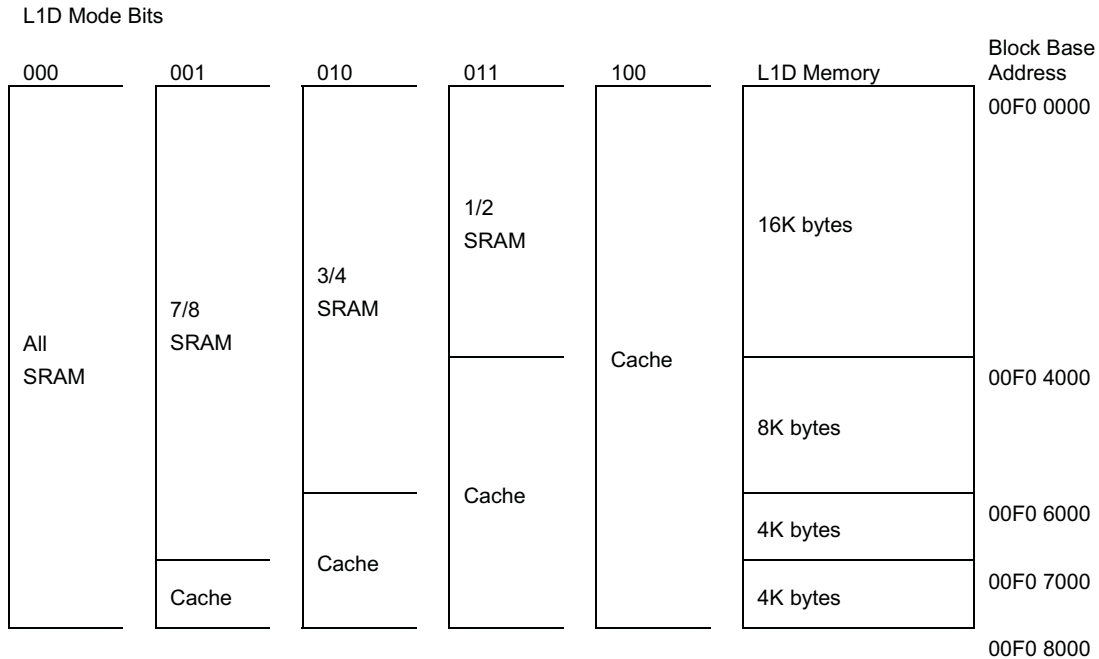 L1D Mode Bits
Block Base
000 001 010 011 100 L1D Memory Address
00F0 0000
1/2
16K bytes
SRAM
3/4
7/8 SRAM
All SRAM
Cache
SRAM 00F0 4000
8K bytes
Cache
00F0 6000
4K bytes
Cache
00F0 7000
Cache 4K bytes
00F0 8000